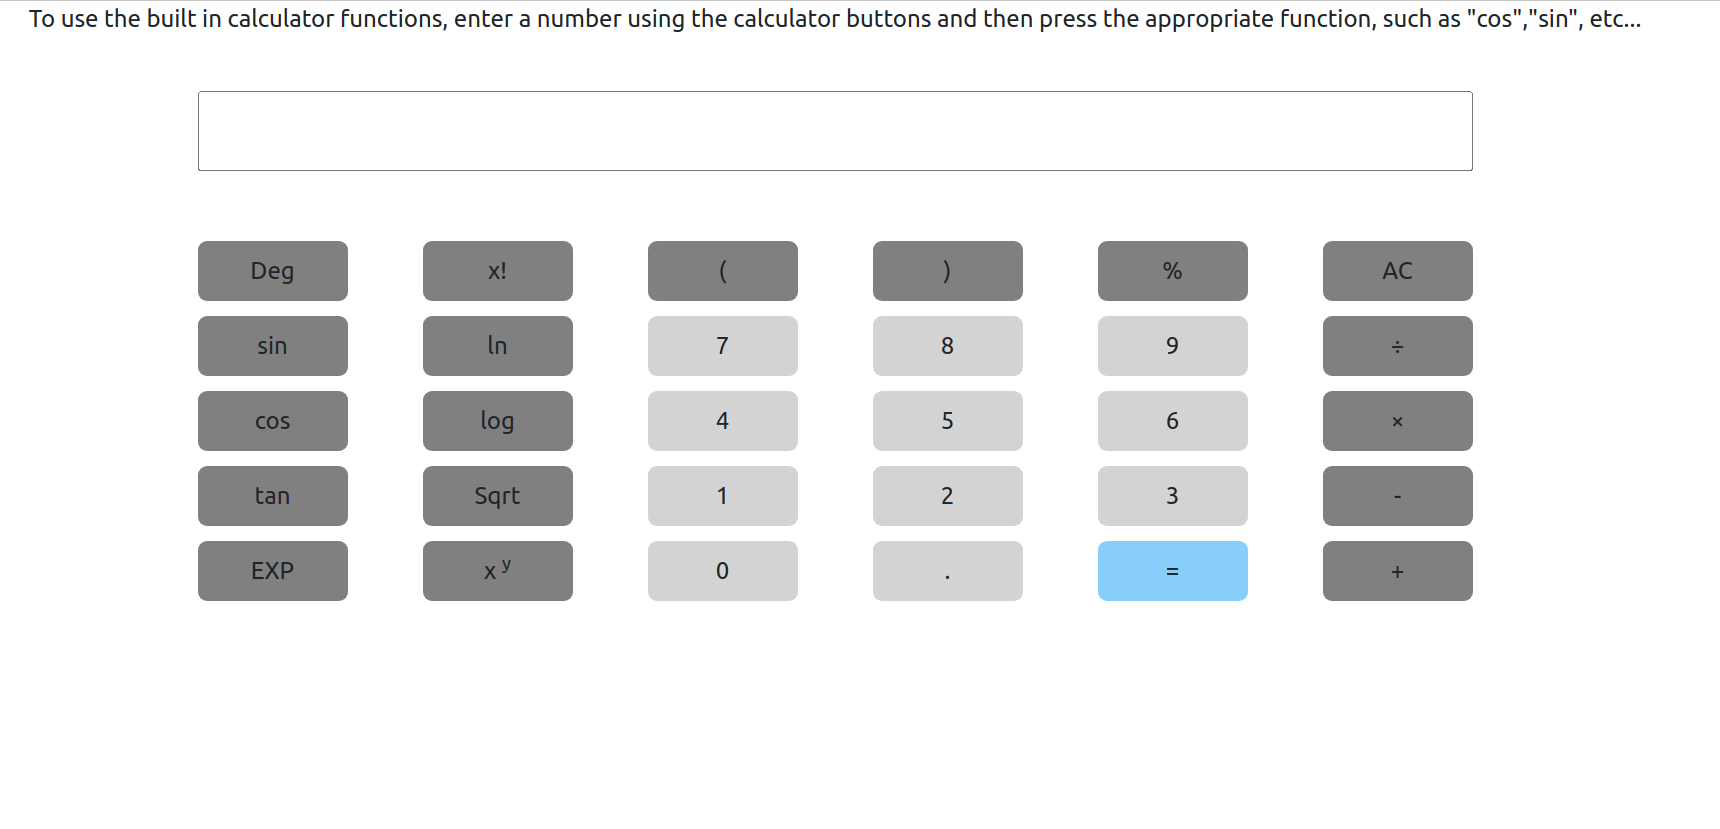 To use the built in calculator functions, enter a number using the calculator buttons and then press the appropriate function, such as "cos","sin", etc...
Deg x! ( ) % AC
sin ln 7 8 9 ÷
cos log 4 5 6 ×
tan Sqrt 1 2 3 -
EXP x y 0 . = +